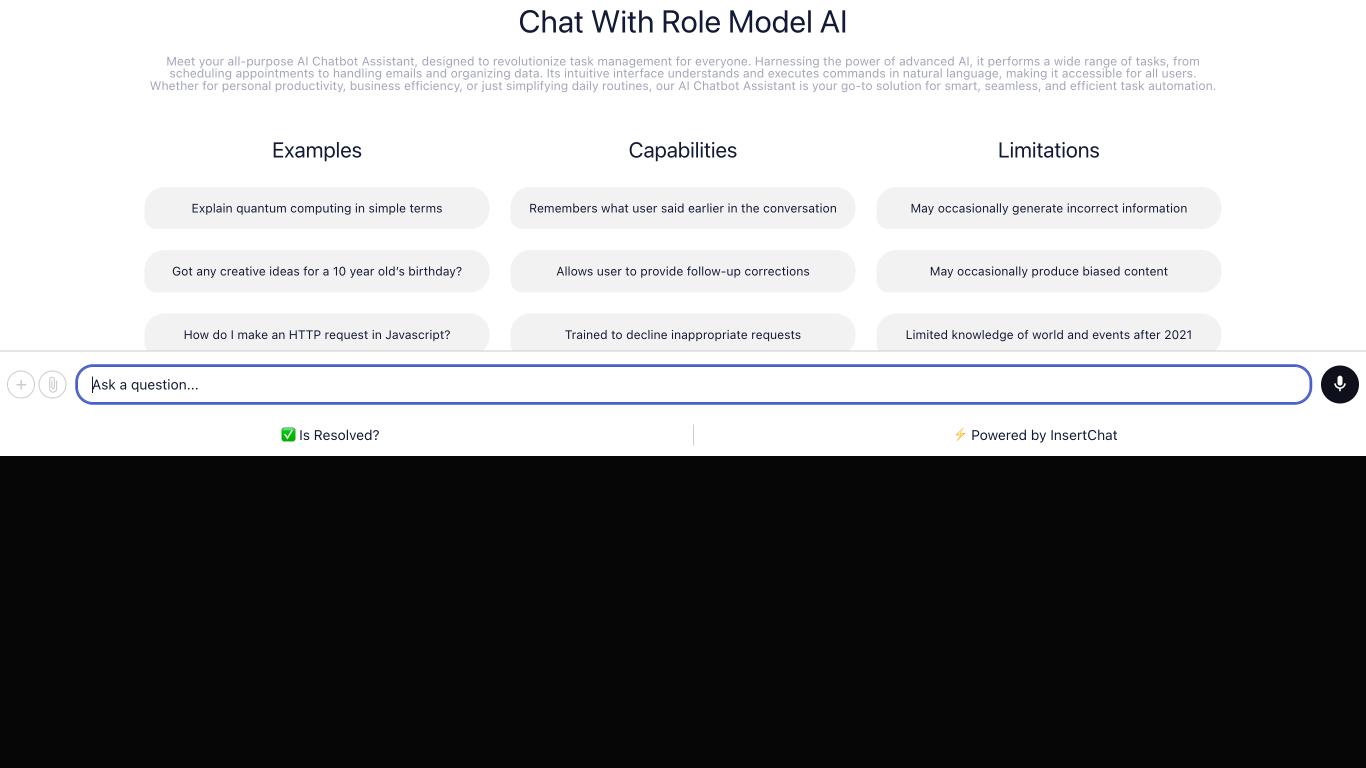 Chat With Role Model AI
Meet your all-purpose AI Chatbot Assistant, designed to revolutionize task management for everyone. Harnessing the power of advanced AI, it performs a wide range of tasks, from
scheduling appointments to handling emails and organizing data. Its intuitive interface understands and executes commands in natural language, making it accessible for all users.
Whether for personal productivity, business efficiency, or just simplifying daily routines, our AI Chatbot Assistant is your go-to solution for smart, seamless, and efficient task automation.
Examples
Explain quantum computing in simple terms
Got any creative ideas for a 10 year old's birthday?
How do I make an HTTP request in Javascript?
Capabilities
Remembers what user said earlier in the conversation
Allows user to provide follow-up corrections
Trained to decline inappropriate requests
Limitations
May occasionally generate incorrect information
May occasionally produce biased content
Limited knowledge of world and events after 2021
Ask a question...
✅ Is Resolved?
⚡ Powered by InsertChat